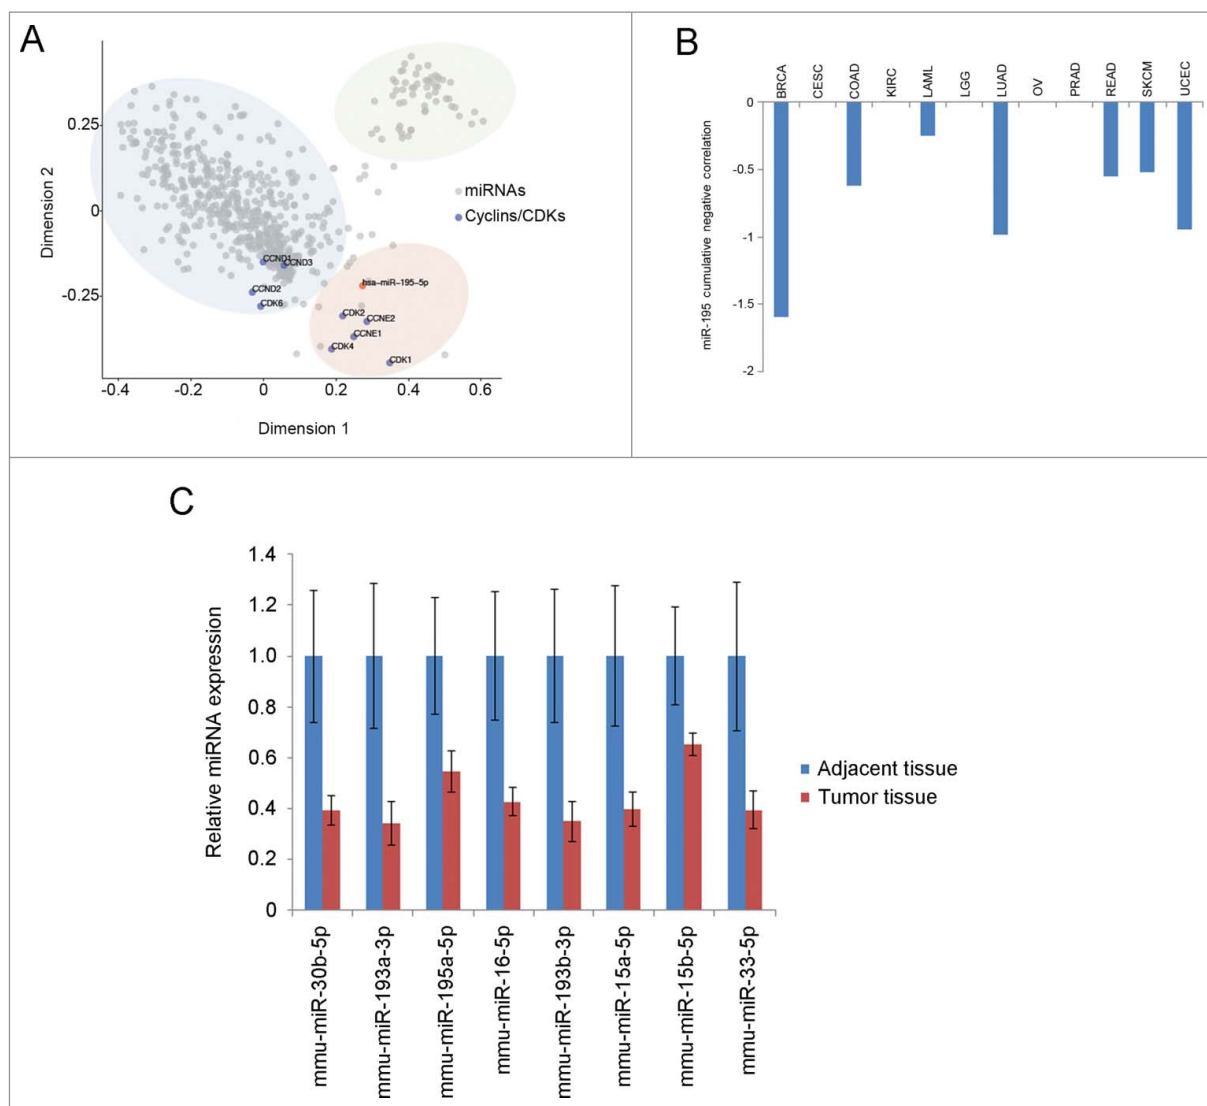 A
Dimension 2
0.25
0
-0.25
-0.4
-0.2
0
0.2
0.4
0.6
Dimension 1
miRNAs
Cyclins/CDKs
CCND1
CCND3
CCND2
CDK6
hsa-miR-195-5p
CDK2
CCNE2
CCNE1
CDK4
CDK1
B
BRCA
CESC
COAD
KIRC
LAML
LGG
LUAD
OV
PRAD
READ
SKCM
UCEC
miR-195 cumulative negative correlation
0
-0.5
-1
-1.5
-2
C
Relative miRNA expression
1.4
1.2
1.0
0.8
0.6
0.4
0.2
0
mmu-miR-30b-5p
mmu-miR-193a-3p
mmu-miR-195a-5p
mmu-miR-16-5p
mmu-miR-193b-3p
mmu-miR-15a-5p
mmu-miR-15b-5p
mmu-miR-33-5p
Adjacent tissue
Tumor tissue